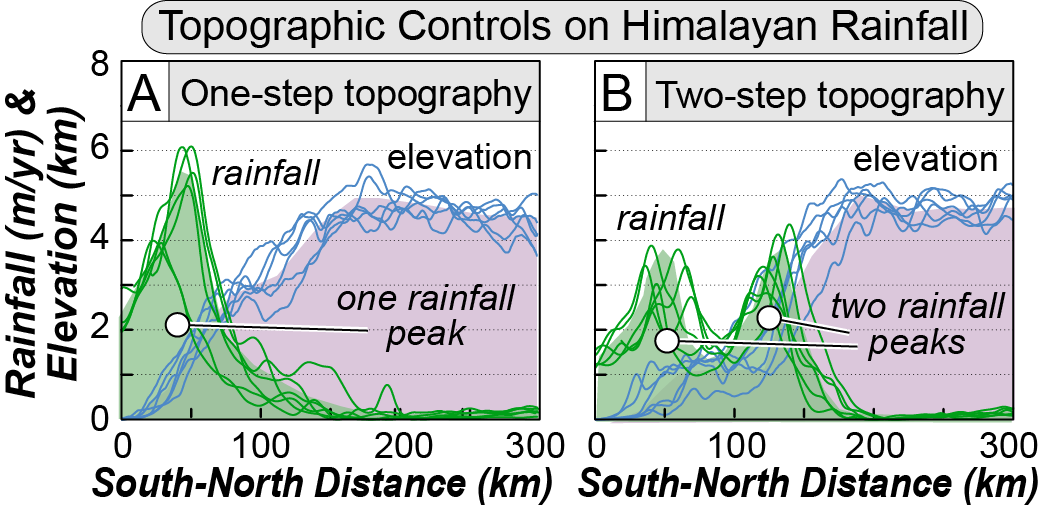 Topographic Controls on Himalayan Rainfall
Rainfall (m/yr) &
Elevation (km)
8
6
4
2
0
A
One-step topography
rainfall
elevation
one rainfall
peak
0
100
200
300
South-North Distance (km)
B
Two-step topography
elevation
rainfall
two rainfall
peaks
0
100
200
300
South-North Distance (km)